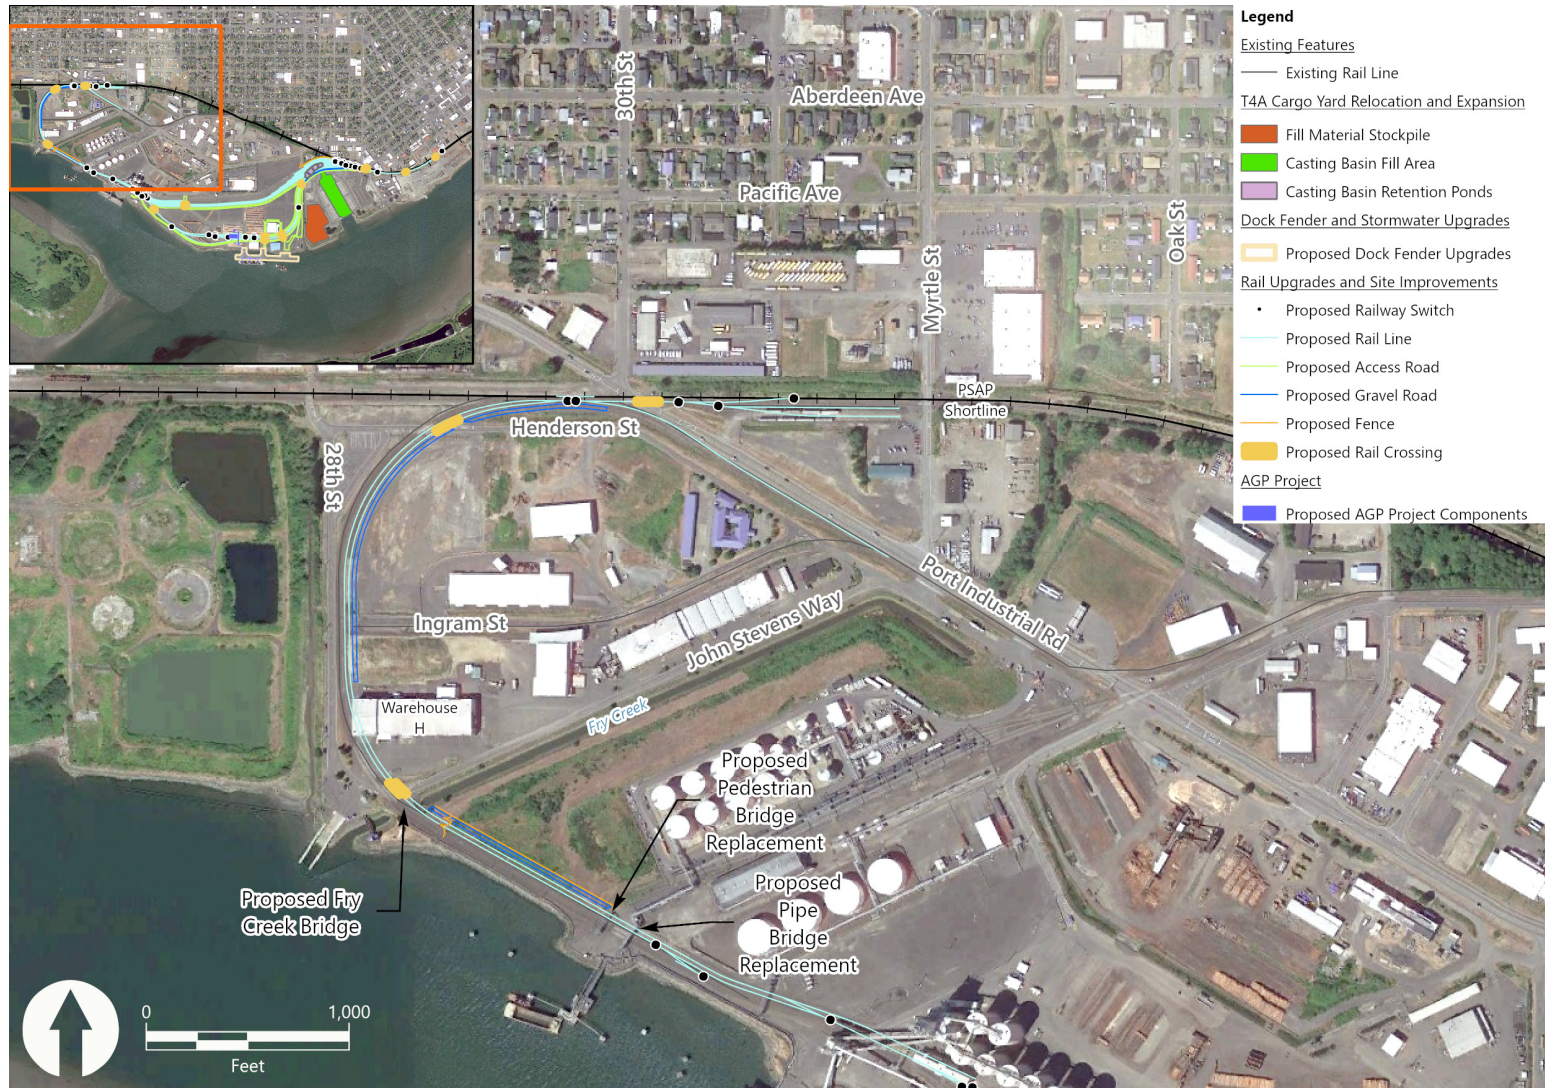 Legend
Existing Features
Existing Rail Line
T4A Cargo Yard Relocation and Expansion
Fill Material Stockpile
Casting Basin Fill Area
Casting Basin Retention Ponds
Dock Fender and Stormwater Upgrades
Proposed Dock Fender Upgrades
Rail Upgrades and Site Improvements
Proposed Railway Switch
Proposed Rail Line
Proposed Access Road
Proposed Gravel Road
Proposed Fence
Proposed Rail Crossing
AGP Project
Proposed AGP Project Components
30th St
Aberdeen Ave
Pacific Ave
Myrtle St
Oak St
PSAP
Shortline
Henderson St
28th St
Port Industrial Rd
Ingram St
John Stevens Way
Fry Creek
Warehouse
H
Proposed
Pedestrian
Bridge
Replacement
Proposed
Pipe
Bridge
Replacement
Proposed Fry
Creek Bridge
0
1,000
Feet